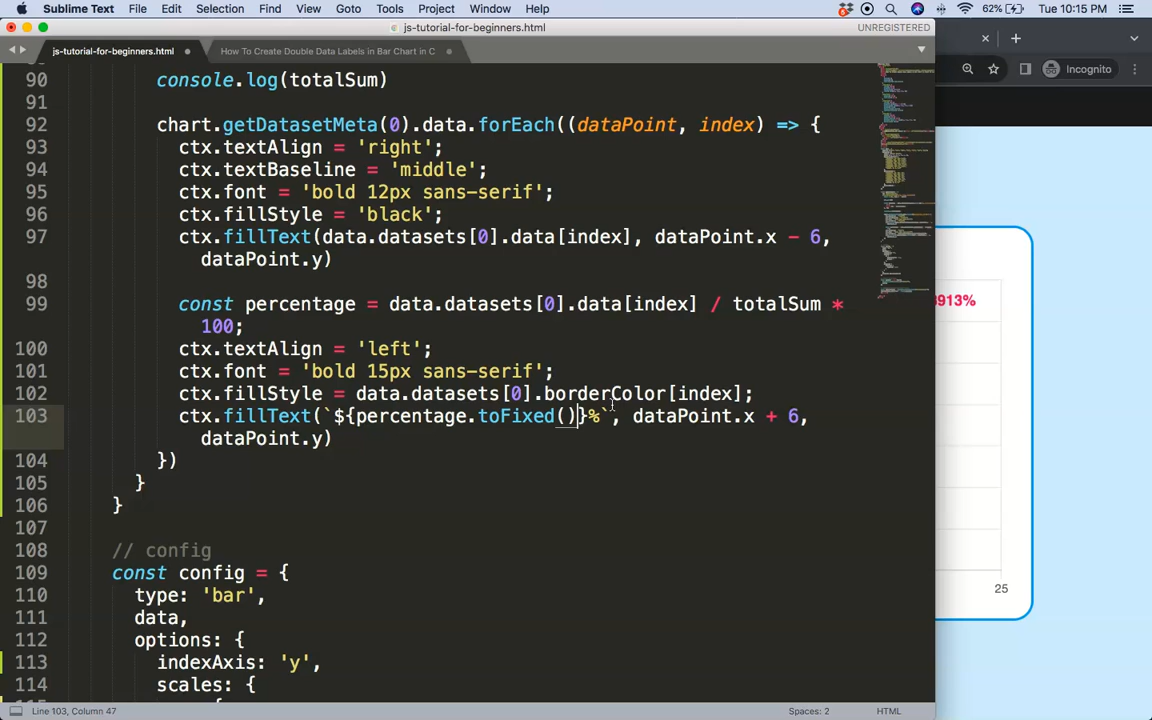 Sublime Text File Edit Selection Find View Goto Tools Project Window Help 62% Tue 10:15 PM
js-tutorial-for-beginners.html UNREGISTERED
js-tutorial-for-beginners.html How To Create Double Data Labels in Bar Chart in C
Incognito
90 console.log(totalSum)
91
92 chart.getDatasetMeta(0).data.forEach((dataPoint, index) => {
93 ctx.textAlign = 'right';
94 ctx.textBaseline = 'middle';
95 ctx.font = 'bold 12px sans-serif';
96 ctx.fillStyle = 'black';
97 ctx.fillText(data.datasets[0].data[index], dataPoint.x - 6,
dataPoint.y)
98
99 const percentage = data.datasets[0].data[index] / totalSum *
100;
100 ctx.textAlign = 'left';
101 ctx.font = 'bold 15px sans-serif';
102 ctx.fillStyle = data.datasets[0].borderColor[index];
103 ctx.fillText(`${percentage.toFixed()}%`, dataPoint.x + 6,
dataPoint.y)
104 })
105 }
106 }
107
108 // config
109 const config = {
110 type: 'bar',
111 data,
112 options: {
113 indexAxis: 'y',
114 scales: {
913%
25
Line 103, Column 47 Spaces: 2 HTML